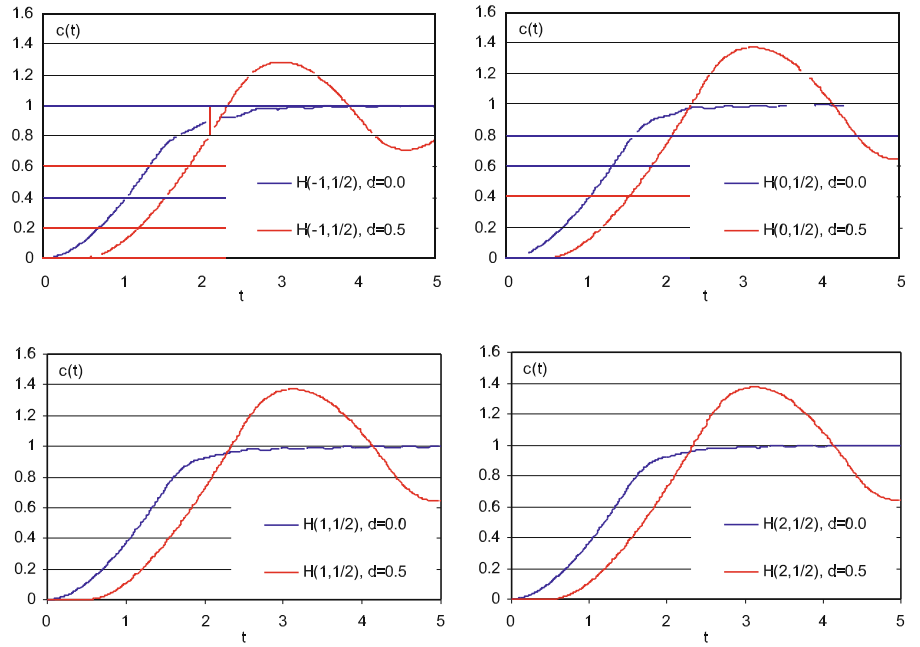 1.6
c(t)
1.4
1.2
1
0.8
0.6
0.4
0.2
0
H(-1,1/2), d=0.0
H(-1,1/2), d=0.5
0 1 2 3 4 5
t
1.6
c(t)
1.4
1.2
1
0.8
0.6
0.4
0.2
0
H(0,1/2), d=0.0
H(0,1/2), d=0.5
0 1 2 3 4 5
t
1.6
c(t)
1.4
1.2
1
0.8
0.6
0.4
0.2
0
H(1,1/2), d=0.0
H(1,1/2), d=0.5
0 1 2 3 4 5
t
1.6
c(t)
1.4
1.2
1
0.8
0.6
0.4
0.2
0
H(2,1/2), d=0.0
H(2,1/2), d=0.5
0 1 2 3 4 5
t